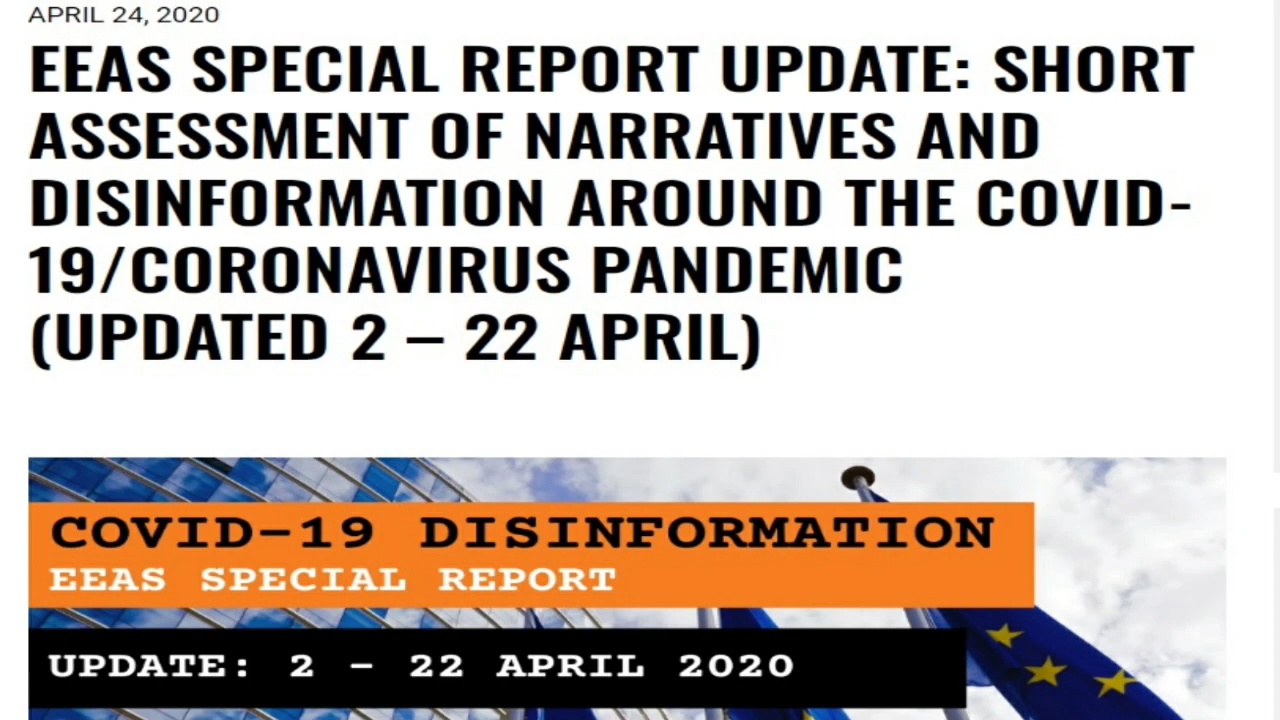 APRIL 24, 2020
EEAS SPECIAL REPORT UPDATE: SHORT
ASSESSMENT OF NARRATIVES AND
DISINFORMATION AROUND THE COVID-
19/CORONAVIRUS PANDEMIC
(UPDATED 2 – 22 APRIL)
COVID-19 DISINFORMATION
EEAS SPECIAL REPORT
UPDATE: 2 - 22 APRIL 2020